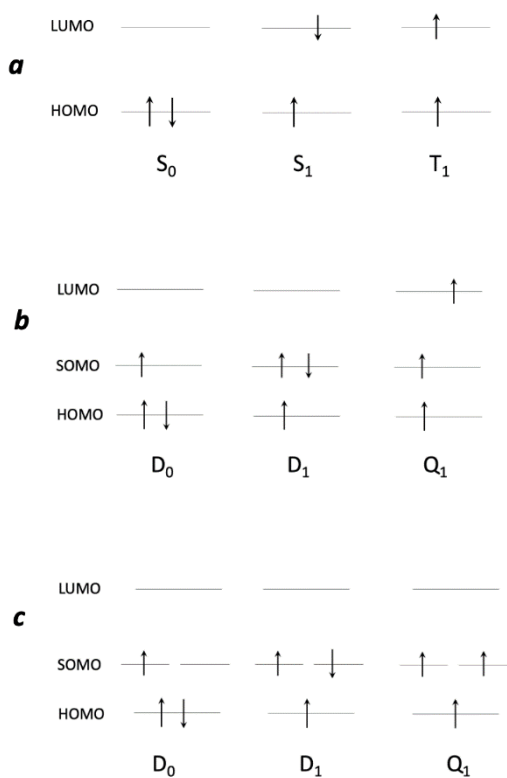 LUMO
a
HOMO
S₀ S₁ T₁
LUMO
b
SOMO
HOMO
D₀ D₁ Q₁
LUMO
c
SOMO
HOMO
D₀ D₁ Q₁